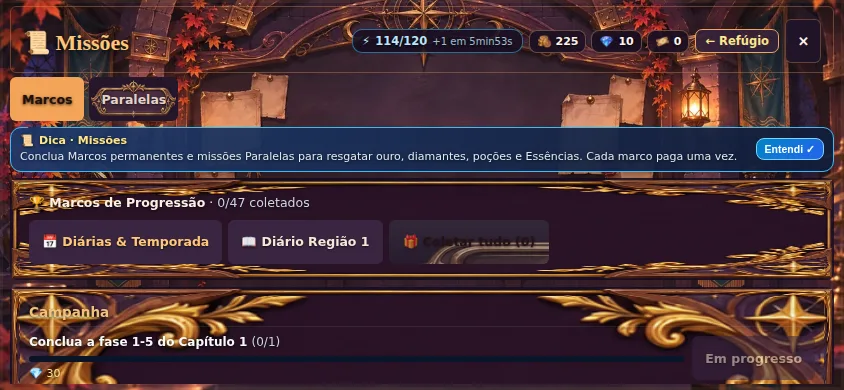 Missões
114/120 +1 em 5min53s
225
10
0
← Refúgio
✕
Marcos
Paralelas
Dica · Missões
Conclua Marcos permanentes e missões Paralelas para resgatar ouro, diamantes, poções e Essências. Cada marco paga uma vez.
Entendi ✓
Marcos de Progressão · 0/47 coletados
Diárias & Temporada
Diário Região 1
Coletar tudo (0)
Campanha
Conclua a fase 1-5 do Capítulo 1 (0/1)
30
Em progresso